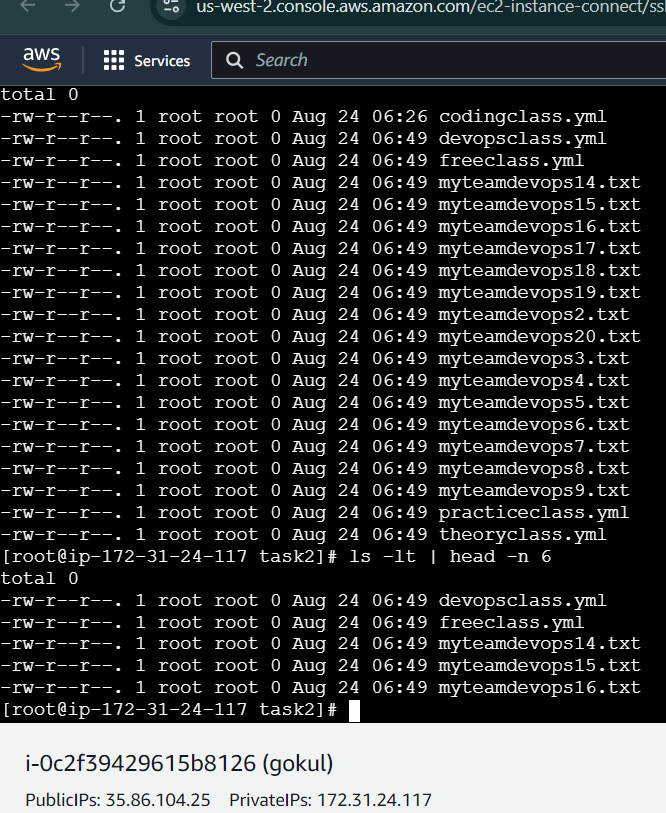 us-west-2.console.aws.amazon.com/ec2-instance-connect/ss
aws Services Search
total 0
-rw-r--r--. 1 root root 0 Aug 24 06:26 codingclass.yml
-rw-r--r--. 1 root root 0 Aug 24 06:49 devopsclass.yml
-rw-r--r--. 1 root root 0 Aug 24 06:49 freeclass.yml
-rw-r--r--. 1 root root 0 Aug 24 06:49 myteamdevops14.txt
-rw-r--r--. 1 root root 0 Aug 24 06:49 myteamdevops15.txt
-rw-r--r--. 1 root root 0 Aug 24 06:49 myteamdevops16.txt
-rw-r--r--. 1 root root 0 Aug 24 06:49 myteamdevops17.txt
-rw-r--r--. 1 root root 0 Aug 24 06:49 myteamdevops18.txt
-rw-r--r--. 1 root root 0 Aug 24 06:49 myteamdevops19.txt
-rw-r--r--. 1 root root 0 Aug 24 06:49 myteamdevops2.txt
-rw-r--r--. 1 root root 0 Aug 24 06:49 myteamdevops20.txt
-rw-r--r--. 1 root root 0 Aug 24 06:49 myteamdevops3.txt
-rw-r--r--. 1 root root 0 Aug 24 06:49 myteamdevops4.txt
-rw-r--r--. 1 root root 0 Aug 24 06:49 myteamdevops5.txt
-rw-r--r--. 1 root root 0 Aug 24 06:49 myteamdevops6.txt
-rw-r--r--. 1 root root 0 Aug 24 06:49 myteamdevops7.txt
-rw-r--r--. 1 root root 0 Aug 24 06:49 myteamdevops8.txt
-rw-r--r--. 1 root root 0 Aug 24 06:49 myteamdevops9.txt
-rw-r--r--. 1 root root 0 Aug 24 06:49 practiceclass.yml
-rw-r--r--. 1 root root 0 Aug 24 06:49 theoryclass.yml
[root@ip-172-31-24-117 task2]# ls -lt | head -n 6
total 0
-rw-r--r--. 1 root root 0 Aug 24 06:49 devopsclass.yml
-rw-r--r--. 1 root root 0 Aug 24 06:49 freeclass.yml
-rw-r--r--. 1 root root 0 Aug 24 06:49 myteamdevops14.txt
-rw-r--r--. 1 root root 0 Aug 24 06:49 myteamdevops15.txt
-rw-r--r--. 1 root root 0 Aug 24 06:49 myteamdevops16.txt
[root@ip-172-31-24-117 task2]#
i-0c2f39429615b8126 (gokul)
PublicIPs: 35.86.104.25 PrivateIPs: 172.31.24.117